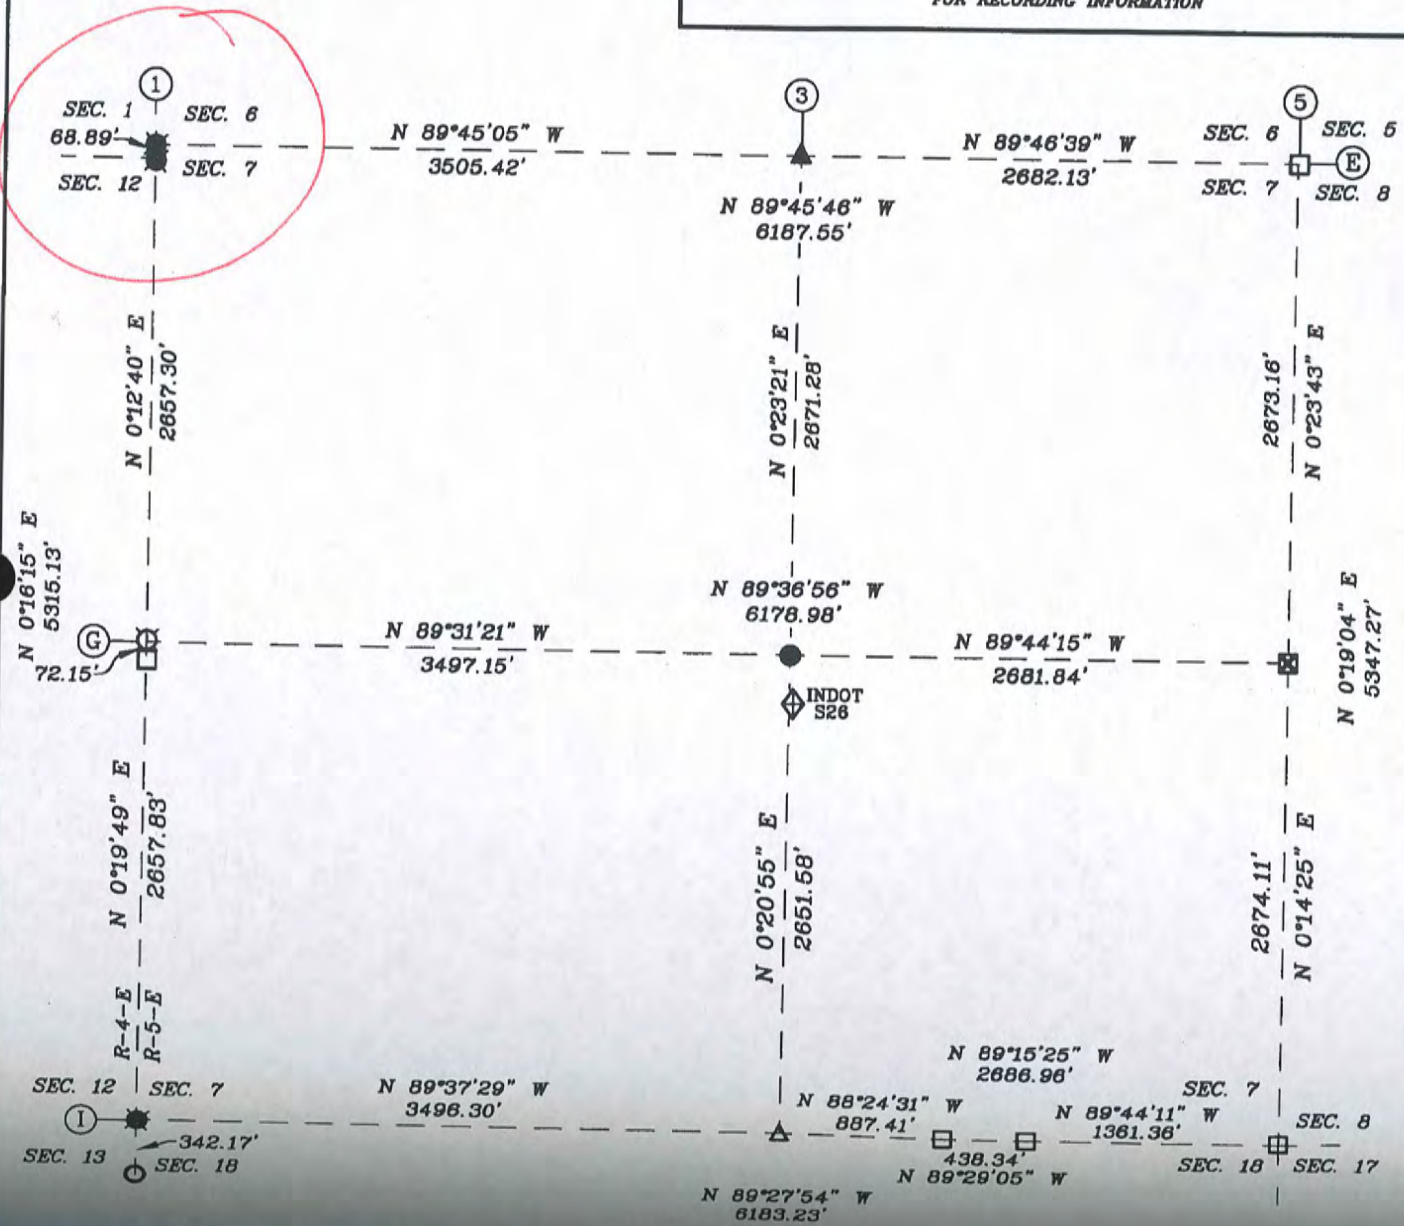 FOR RECORDING INFORMATION
1
3
5
SEC. 1
SEC. 6
68.89'
SEC. 12
SEC. 7
N 89°45'05" W
3505.42'
N 89°46'39" W
2682.13'
SEC. 6
SEC. 5
E
SEC. 7
SEC. 8
N 89°45'46" W
6187.55'
N 0°12'40" E
2657.30'
N 0°23'21" E
2671.28'
2673.16'
N 0°23'43" E
N 0°16'15" E
5315.13'
G
72.15'
N 89°31'21" W
3497.15'
N 89°36'56" W
6178.98'
N 89°44'15" W
2681.84'
N 0°19'04" E
5347.27'
INDOT
S26
N 0°19'49" E
2657.83'
N 0°20'55" E
2651.58'
2674.11'
N 0°14'25" E
R-4-E
R-5-E
SEC. 12
SEC. 7
I
SEC. 13
342.17'
SEC. 18
N 89°37'29" W
3496.30'
N 89°15'25" W
2686.96'
N 88°24'31" W
887.41'
N 89°44'11" W
1361.36'
SEC. 7
SEC. 8
438.34'
N 89°29'05" W
SEC. 18
SEC. 17
N 89°27'54" W
6183.23'